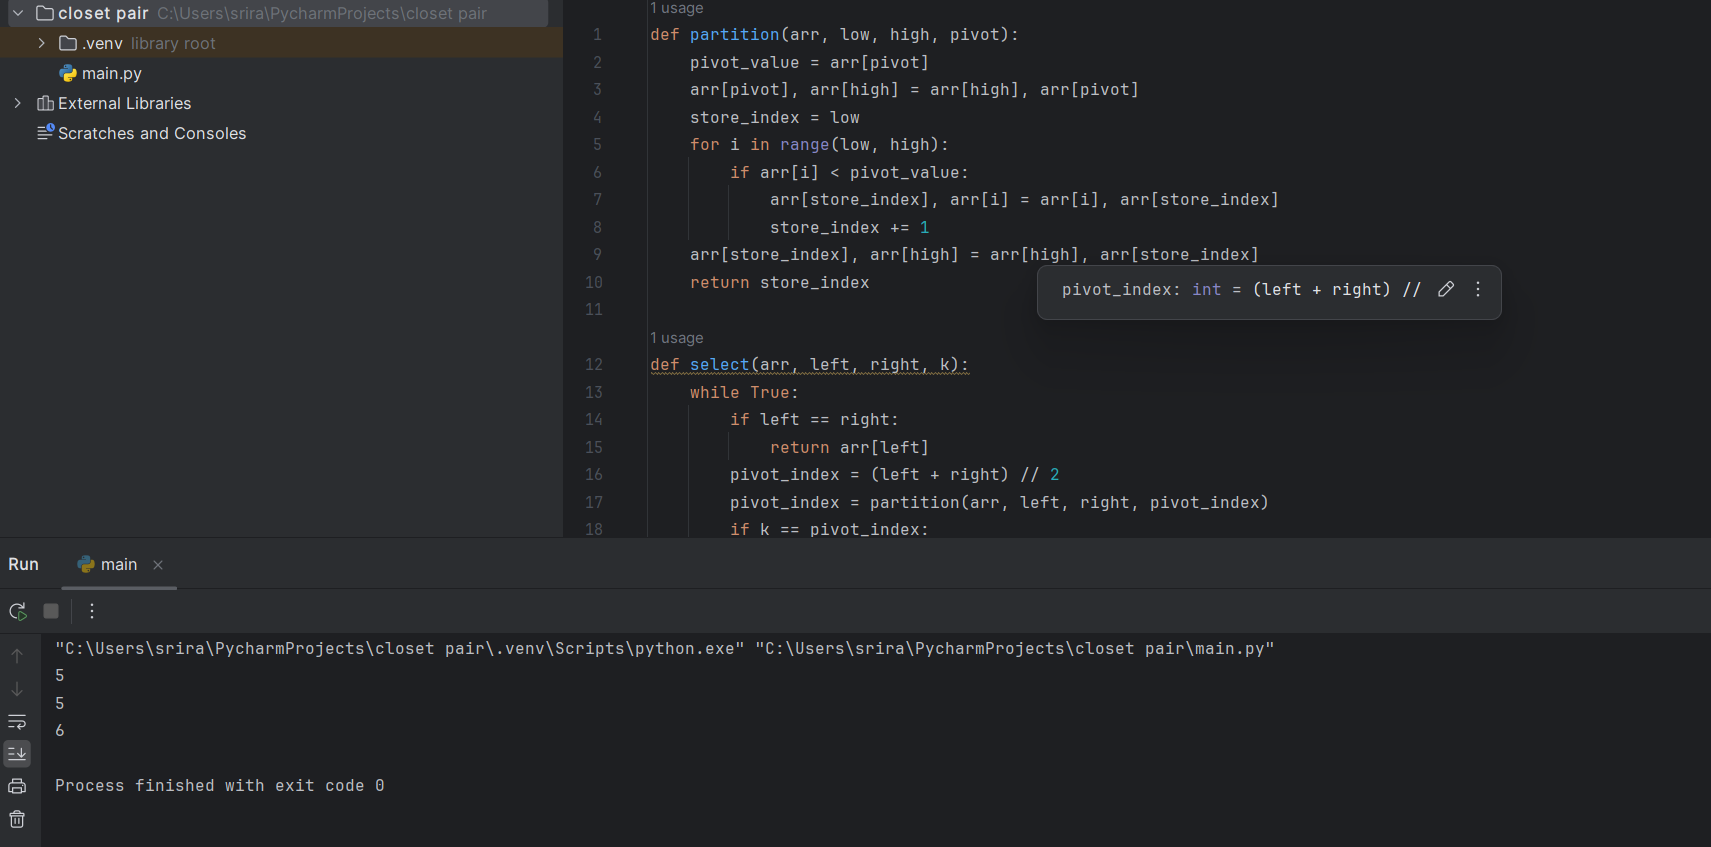 closet pair C:\Users\srira\PycharmProjects\closet pair
.venv library root
main.py
External Libraries
Scratches and Consoles
1 usage
1 def partition(arr, low, high, pivot):
2 pivot_value = arr[pivot]
3 arr[pivot], arr[high] = arr[high], arr[pivot]
4 store_index = low
5 for i in range(low, high):
6 if arr[i] < pivot_value:
7 arr[store_index], arr[i] = arr[i], arr[store_index]
8 store_index += 1
9 arr[store_index], arr[high] = arr[high], arr[store_index]
10 return store_index
pivot_index: int = (left + right) //
11
1 usage
12 def select(arr, left, right, k):
13 while True:
14 if left == right:
15 return arr[left]
16 pivot_index = (left + right) // 2
17 pivot_index = partition(arr, left, right, pivot_index)
18 if k == pivot_index:
Run main
"C:\Users\srira\PycharmProjects\closet pair\.venv\Scripts\python.exe" "C:\Users\srira\PycharmProjects\closet pair\main.py"
5
5
6
Process finished with exit code 0